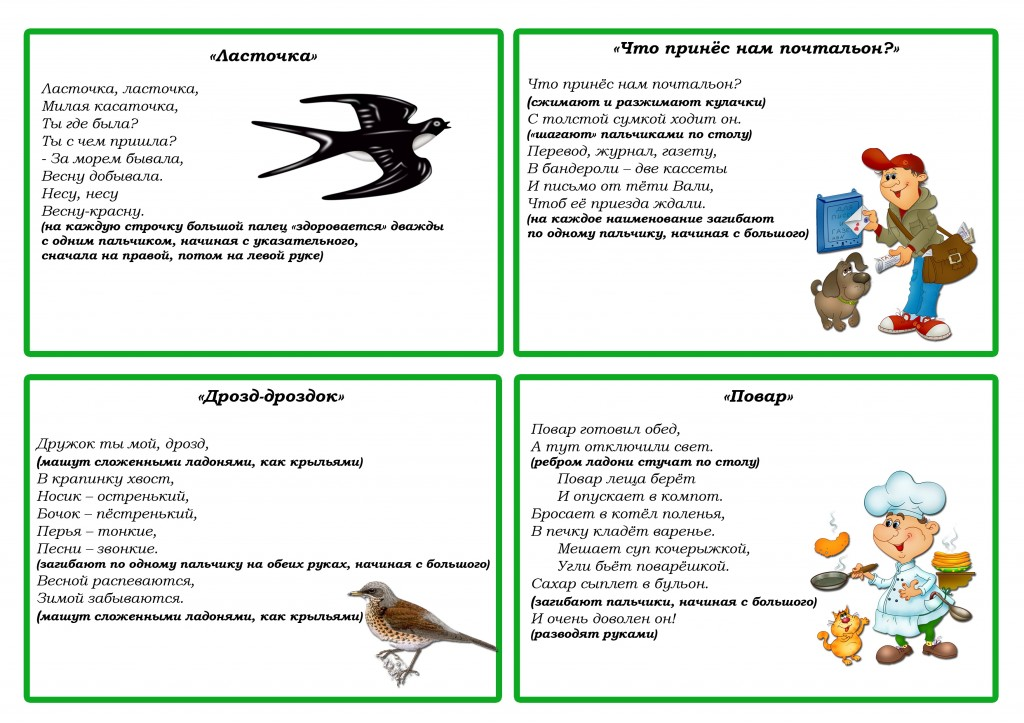 «Ласточка»
Ласточка, ласточка,
Милая касаточка,
Ты где была?
Ты с чем пришла?
- За морем бывала,
Весну добывала.
Несу, несу
Весну-красну.
(на каждую строчку большой палец «здоровается» дважды
с одним пальчиком, начиная с указательного,
сначала на правой, потом на левой руке)
«Что принёс нам почтальон?»
Что принёс нам почтальон?
(сжимают и разжимают кулачки)
С толстой сумкой ходит он.
(«шагают» пальчиками по столу)
Перевод, журнал, газету,
В бандероли – две кассеты
И письмо от тёти Вали,
Чтоб её приезда ждали.
(на каждое наименование загибают
по одному пальчику, начиная с большого)
«Дрозд-дроздок»
Дружок ты мой, дрозд,
(машут сложенными ладонями, как крыльями)
В крапинку хвост,
Носик – остренький,
Бочок – пёстренький,
Перья – тонкие,
Песни – звонкие.
(загибают по одному пальчику на обеих руках, начиная с большого)
Весной распеваются,
Зимой забываются.
(машут сложенными ладонями, как крыльями)
«Повар»
Повар готовил обед,
А тут отключили свет.
(ребром ладони стучат по столу)
Повар леща берёт
И опускает в компот.
Бросает в котёл поленья,
В печку кладёт варенье.
Мешает суп кочерыжкой,
Угли бьёт поварёшкой.
Сахар сыплет в бульон.
(загибают пальчики, начиная с большого)
И очень доволен он!
(разводят руками)